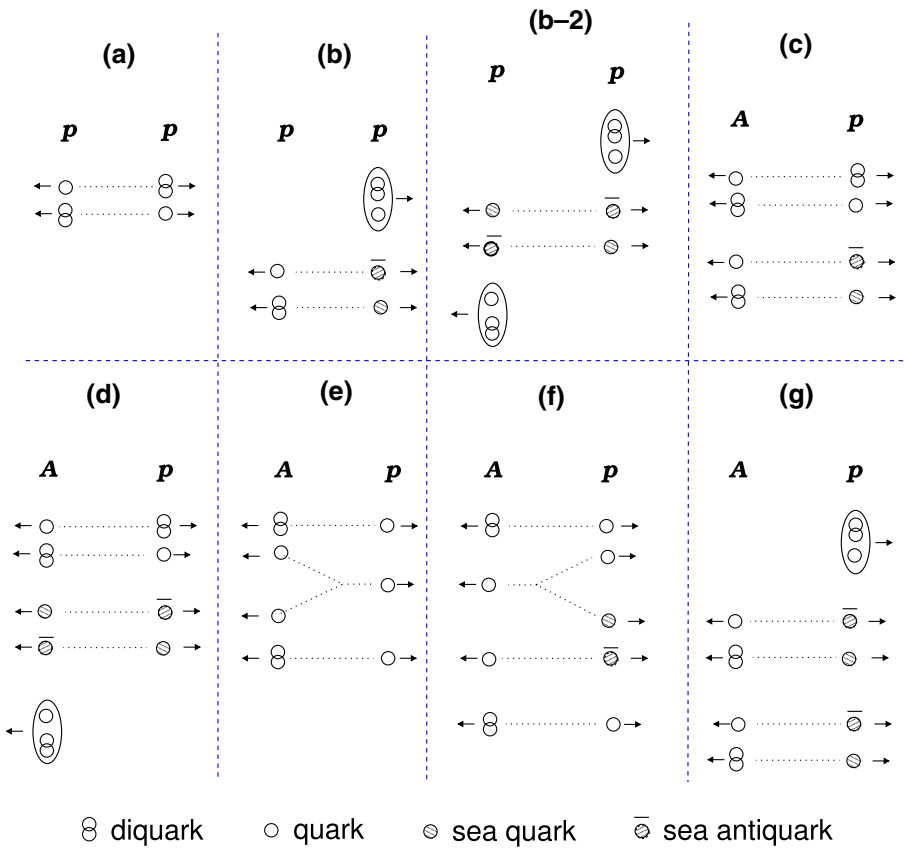 (a)
p p
(b)
p p
(b–2)
p p
(c)
A p
(d)
A p
(e)
A p
(f)
A p
(g)
A p
diquark quark sea quark sea antiquark